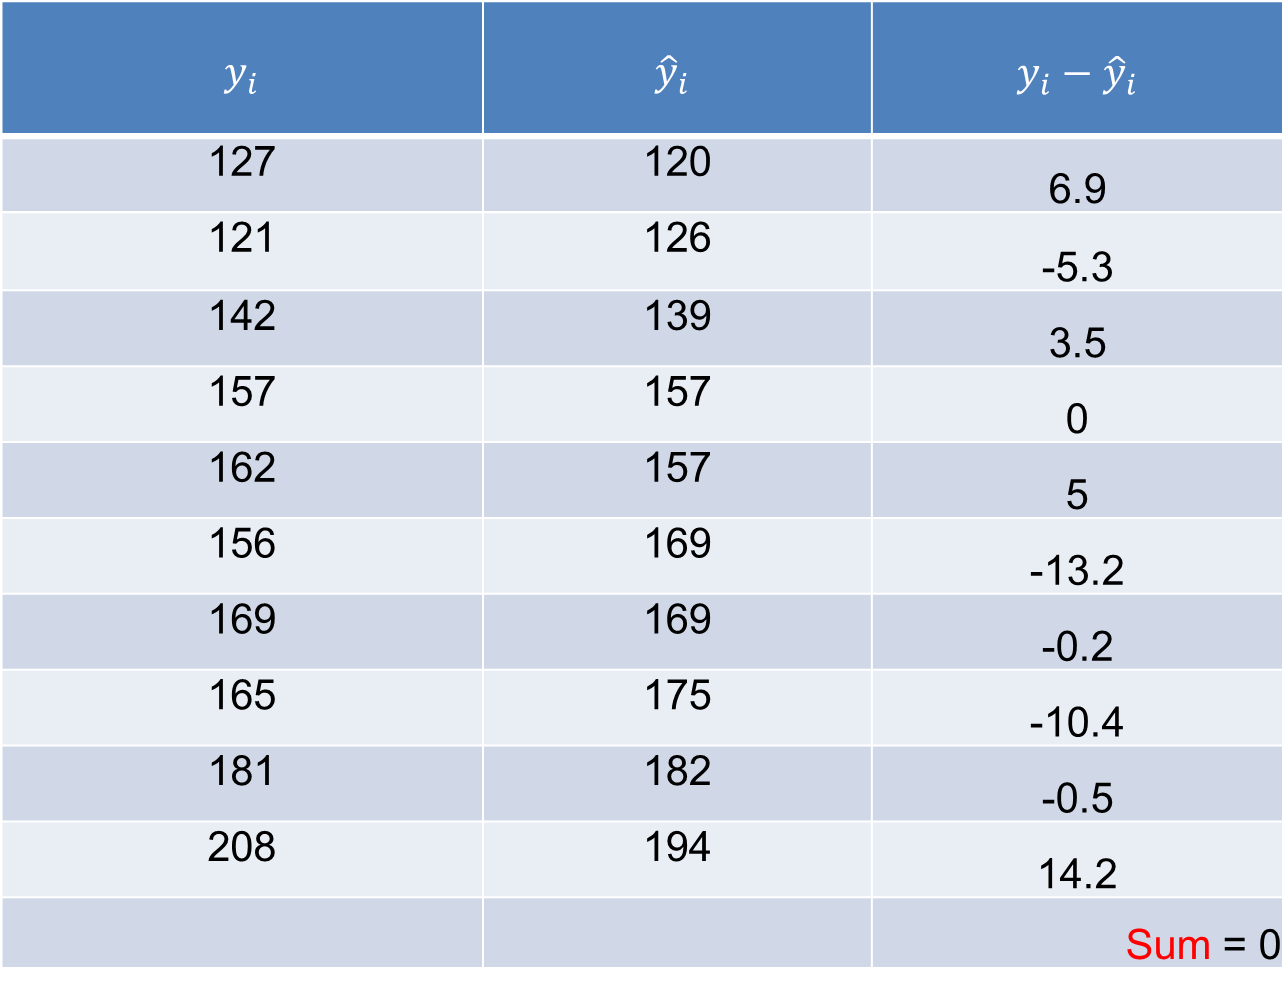 yᵢ ŷᵢ yᵢ − ŷᵢ
127 120 6.9
121 126 -5.3
142 139 3.5
157 157 0
162 157 5
156 169 -13.2
169 169 -0.2
165 175 -10.4
181 182 -0.5
208 194 14.2
Sum = 0